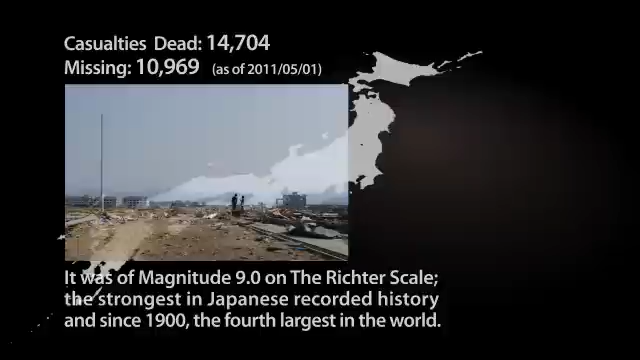 Casualties Dead: 14,704
Missing: 10,969 (as of 2011/05/01)
It was of Magnitude 9.0 on The Richter Scale;
the strongest in Japanese recorded history
and since 1900, the fourth largest in the world.